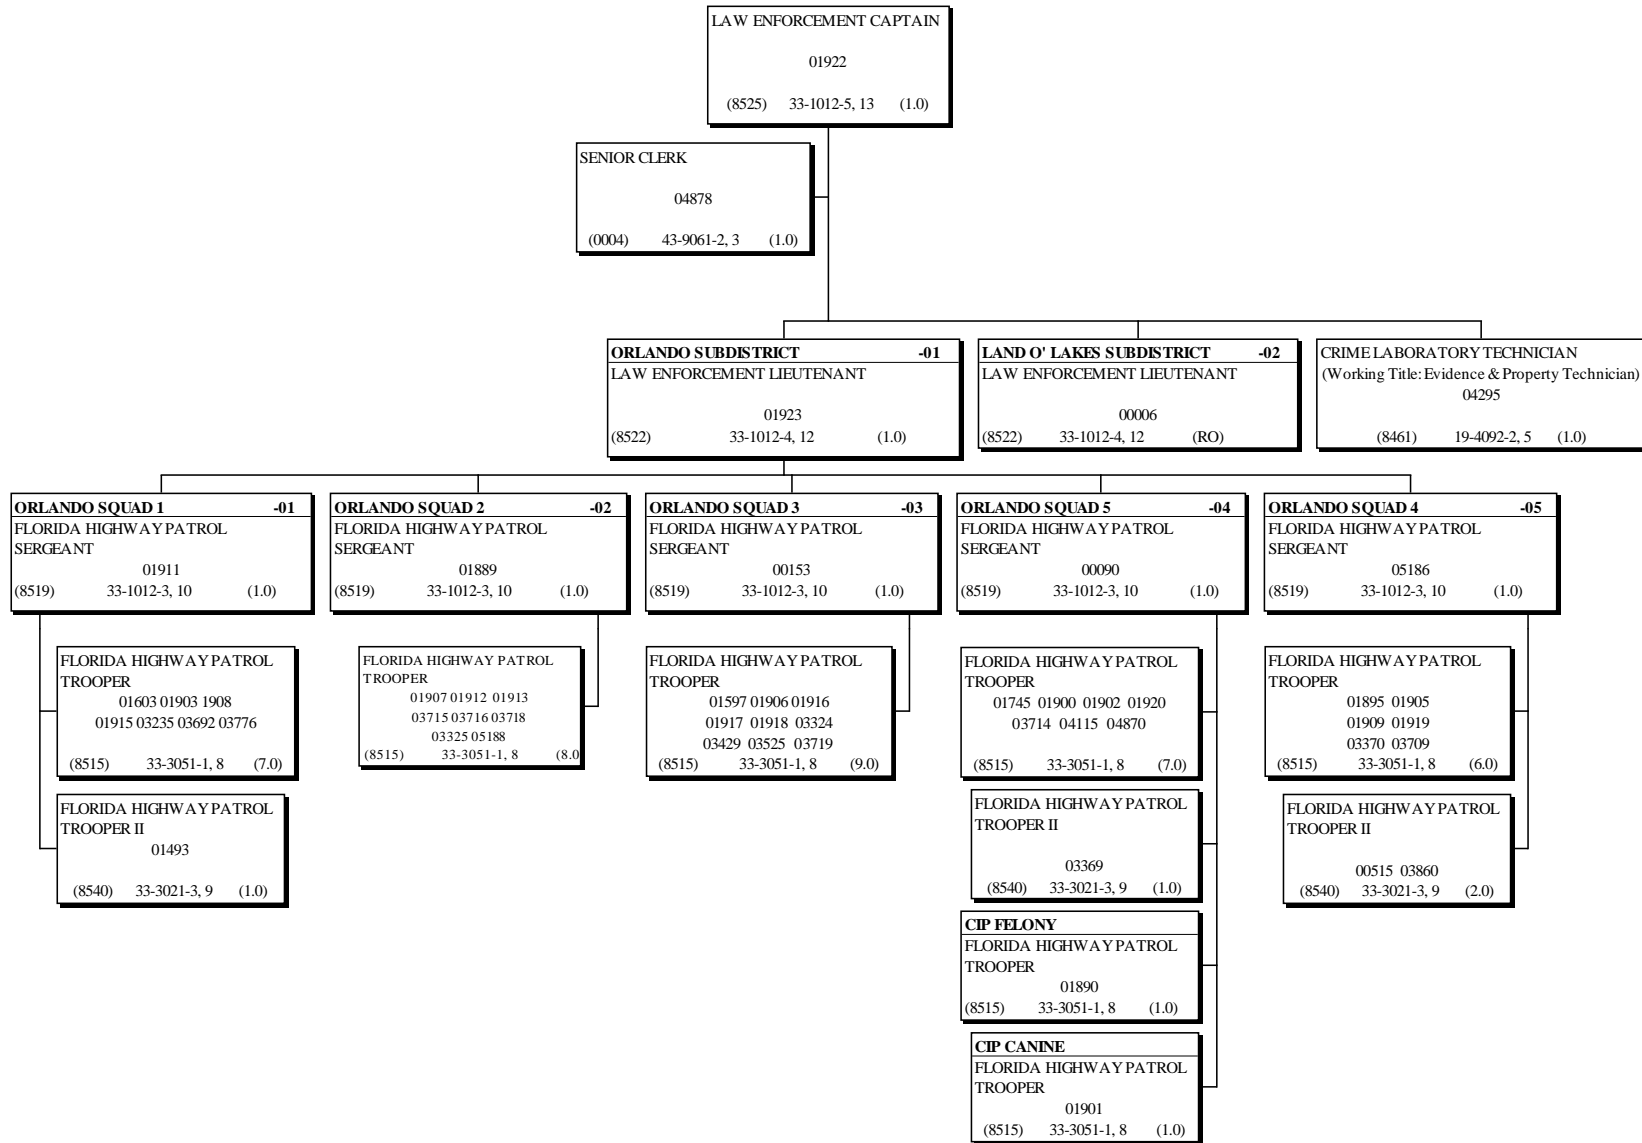 LAW ENFORCEMENT CAPTAIN
01922
(8525) 33-1012-5, 13 (1.0)
SENIOR CLERK
04878
(0004) 43-9061-2, 3 (1.0)
ORLANDO SUBDISTRICT -01
LAW ENFORCEMENT LIEUTENANT
01923
(8522) 33-1012-4, 12 (1.0)
LAND O' LAKES SUBDISTRICT -02
LAW ENFORCEMENT LIEUTENANT
00006
(8522) 33-1012-4, 12 (RO)
CRIME LABORATORY TECHNICIAN
(Working Title: Evidence & Property Technician)
04295
(8461) 19-4092-2, 5 (1.0)
ORLANDO SQUAD 1 -01
FLORIDA HIGHWAY PATROL
SERGEANT
01911
(8519) 33-1012-3, 10 (1.0)
FLORIDA HIGHWAY PATROL
TROOPER
01603 01903 1908
01915 03235 03692 03776
(8515) 33-3051-1, 8 (7.0)
FLORIDA HIGHWAY PATROL
TROOPER II
01493
(8540) 33-3021-3, 9 (1.0)
ORLANDO SQUAD 2 -02
FLORIDA HIGHWAY PATROL
SERGEANT
01889
(8519) 33-1012-3, 10 (1.0)
FLORIDA HIGHWAY PATROL
TROOPER
01907 01912 01913
03715 03716 03718
03325 05188
(8515) 33-3051-1, 8 (8.0
ORLANDO SQUAD 3 -03
FLORIDA HIGHWAY PATROL
SERGEANT
00153
(8519) 33-1012-3, 10 (1.0)
FLORIDA HIGHWAY PATROL
TROOPER
01597 01906 01916
01917 01918 03324
03429 03525 03719
(8515) 33-3051-1, 8 (9.0)
ORLANDO SQUAD 5 -04
FLORIDA HIGHWAY PATROL
SERGEANT
00090
(8519) 33-1012-3, 10 (1.0)
FLORIDA HIGHWAY PATROL
TROOPER
01745 01900 01902 01920
03714 04115 04870
(8515) 33-3051-1, 8 (7.0)
FLORIDA HIGHWAY PATROL
TROOPER II
03369
(8540) 33-3021-3, 9 (1.0)
CIP FELONY
FLORIDA HIGHWAY PATROL
TROOPER
01890
(8515) 33-3051-1, 8 (1.0)
CIP CANINE
FLORIDA HIGHWAY PATROL
TROOPER
01901
(8515) 33-3051-1, 8 (1.0)
ORLANDO SQUAD 4 -05
FLORIDA HIGHWAY PATROL
SERGEANT
05186
(8519) 33-1012-3, 10 (1.0)
FLORIDA HIGHWAY PATROL
TROOPER
01895 01905
01909 01919
03370 03709
(8515) 33-3051-1, 8 (6.0)
FLORIDA HIGHWAY PATROL
TROOPER II
00515 03860
(8540) 33-3021-3, 9 (2.0)